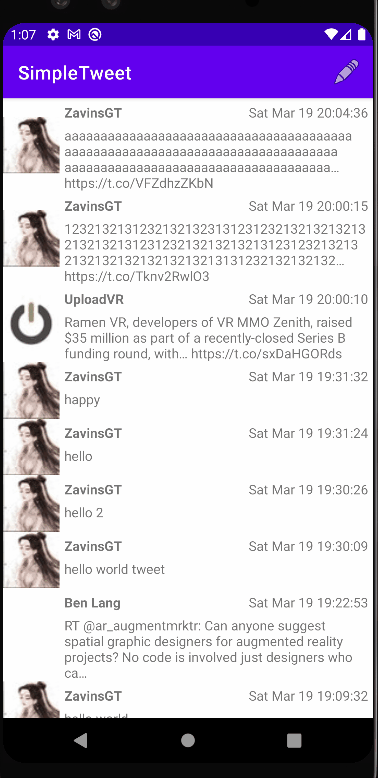 1:07
SimpleTweet
ZavinsGT Sat Mar 19 20:04:36
aaaaaaaaaaaaaaaaaaaaaaaaaaaaaaaaaaaaaaaa
aaaaaaaaaaaaaaaaaaaaaaaaaaaaaaaaaaaaaa
aaaaaaaaaaaaaaaaaaaaaaaaaaaaaaaaaaaaa…
https://t.co/VFZdhzZKbN
ZavinsGT Sat Mar 19 20:00:15
https://t.co/Tknv2RwlO3
UploadVR Sat Mar 19 20:00:10
Ramen VR, developers of VR MMO Zenith, raised
$35 million as part of a recently-closed Series B
funding round, with… https://t.co/sxDaHGORds
ZavinsGT Sat Mar 19 19:31:32
happy
ZavinsGT Sat Mar 19 19:31:24
hello
ZavinsGT Sat Mar 19 19:30:26
hello 2
ZavinsGT Sat Mar 19 19:30:09
hello world tweet
Ben Lang Sat Mar 19 19:22:53
RT @ar_augmentmrktr: Can anyone suggest
spatial graphic designers for augmented reality
projects? No code is involved just designers who
ca…
ZavinsGT Sat Mar 19 19:09:32
hello world